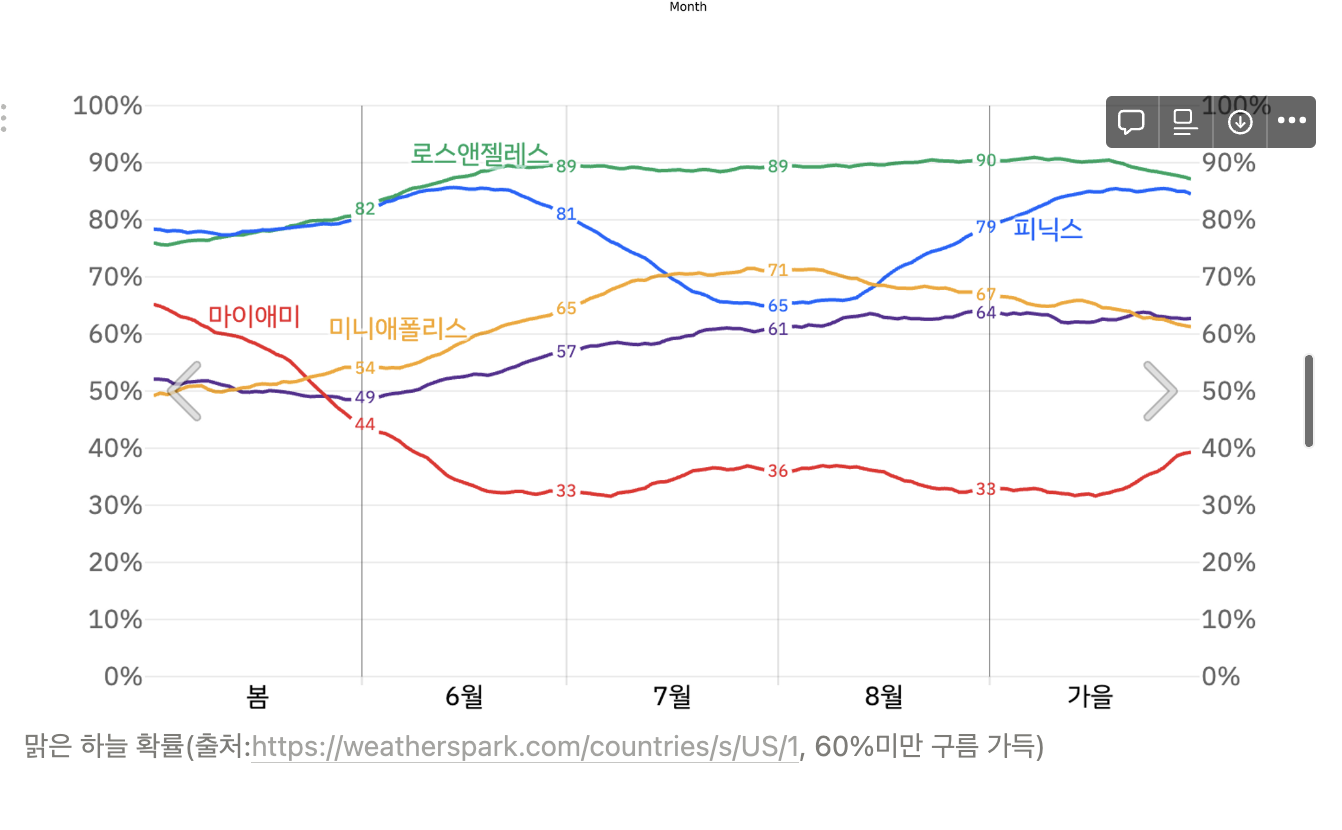 Month
100% 100%
로스앤젤레스
90% 89 89 90 90%
82 81 79 피닉스
80% 80%
70% 71 70%
마이애미 미니애폴리스 65 65 67
60% 61 64 60%
54 57
50% 49 50%
44
40% 40%
33 36 33
30% 30%
20% 20%
10% 10%
0% 0%
봄 6월 7월 8월 가을
맑은 하늘 확률(출처:https://weatherspark.com/countries/s/US/1, 60%미만 구름 가득)